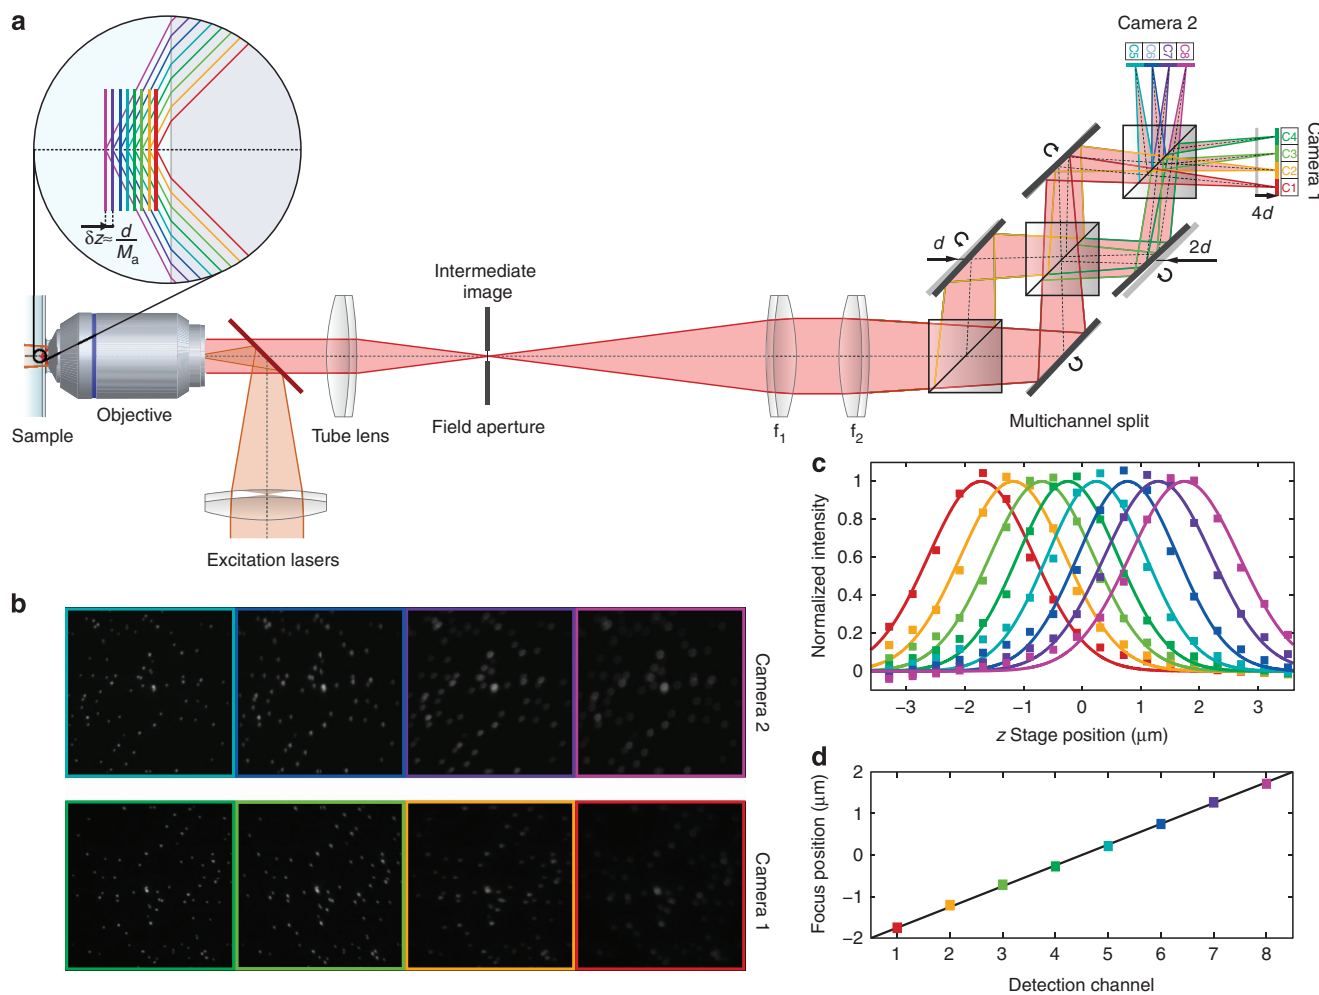 a
Camera 2
C5 C6 C7 C8
Camera 1
C4
C3
C2
C1
4d
d
2d
δz≈ d/Mₐ
Intermediate
image
Objective
Sample
Tube lens
Field aperture
f₁
f₂
Multichannel split
Excitation lasers
b
Camera 2
Camera 1
c
Normalized intensity
1
0.8
0.6
0.4
0.2
0
−3 −2 −1 0 1 2 3
z Stage position (μm)
d
Focus position (μm)
2
1
0
−1
−2
1 2 3 4 5 6 7 8
Detection channel